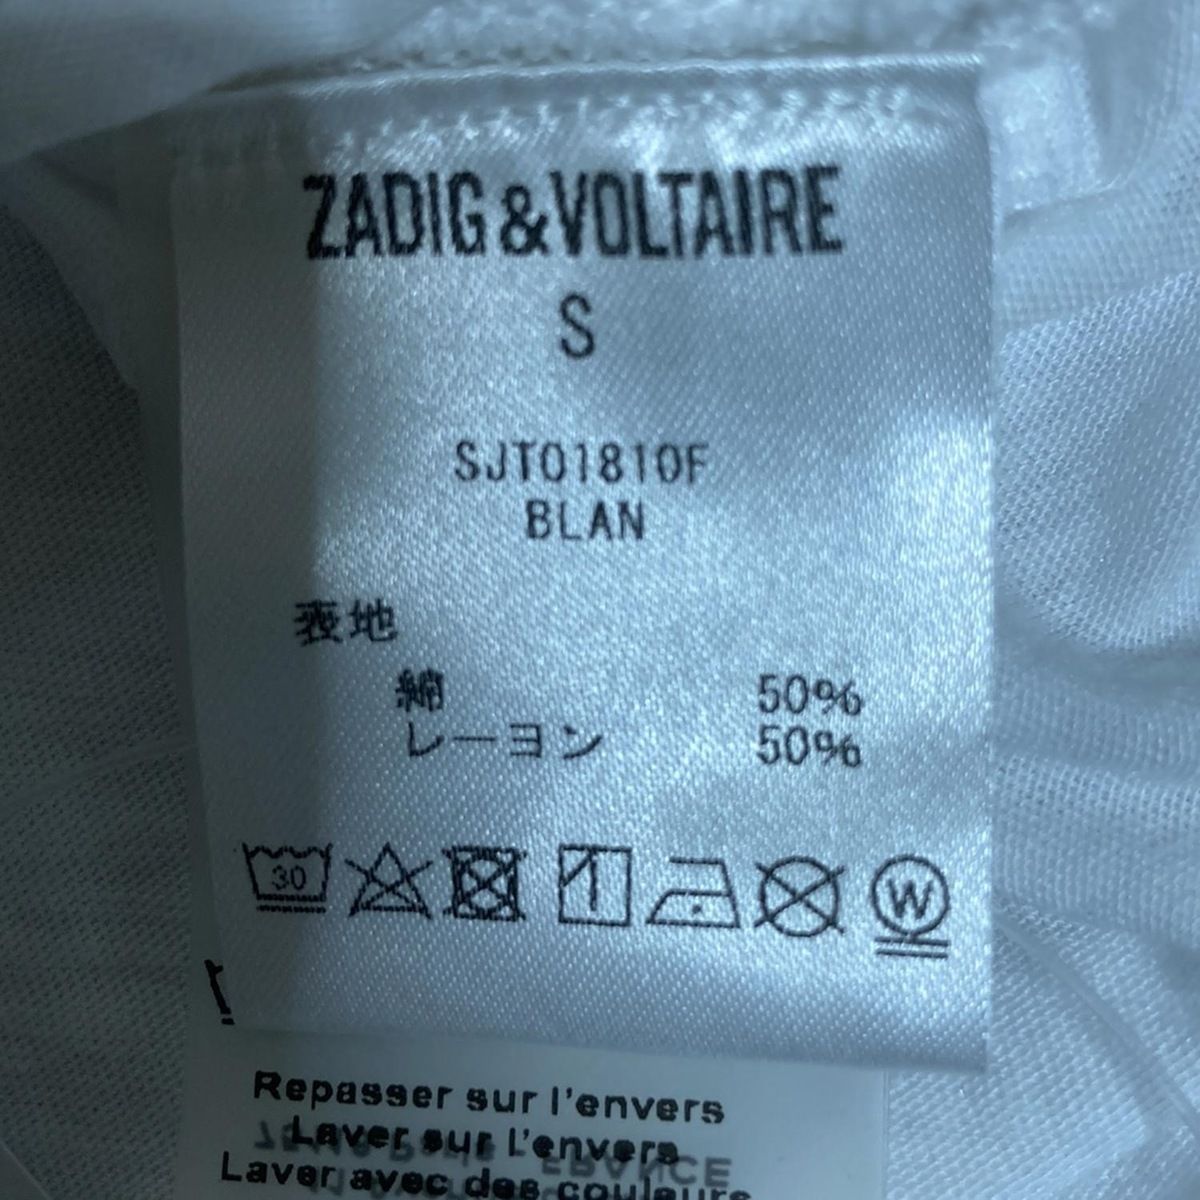 ZADIG&VOLTAIRE
S
SJT01810F
BLAN
表地
綿 50%
レーヨン 50%
30
W
Repasser sur l'envers
Laver sur l'envers
Laver avec des couleurs